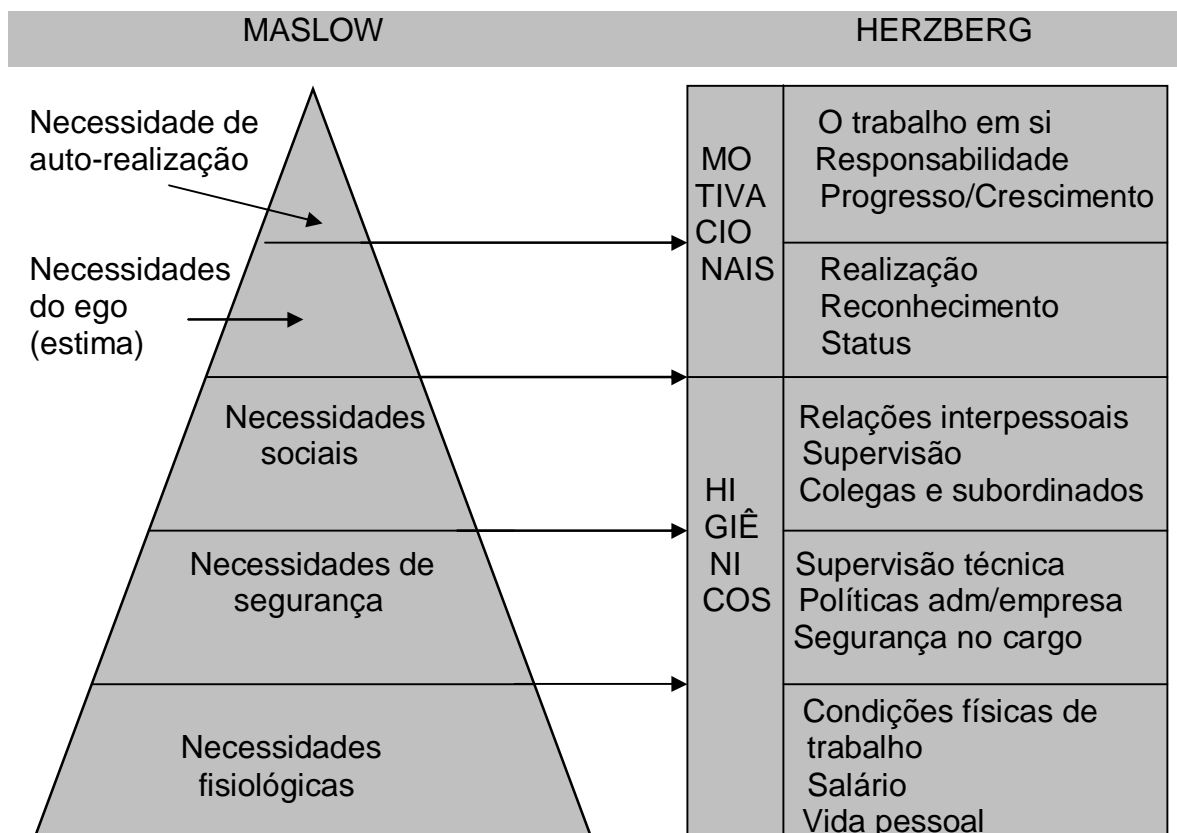 MASLOW
HERZBERG
Necessidade de
auto-realização
Necessidades
do ego
(estima)
Necessidades
sociais
Necessidades de
segurança
Necessidades
fisiológicas
MO
TIVA
CIO
NAIS
HI
GIÊ
NI
COS
O trabalho em si
Responsabilidade
Progresso/Crescimento
Realização
Reconhecimento
Status
Relações interpessoais
Supervisão
Colegas e subordinados
Supervisão técnica
Políticas adm/empresa
Segurança no cargo
Condições físicas de
trabalho
Salário
Vida pessoal